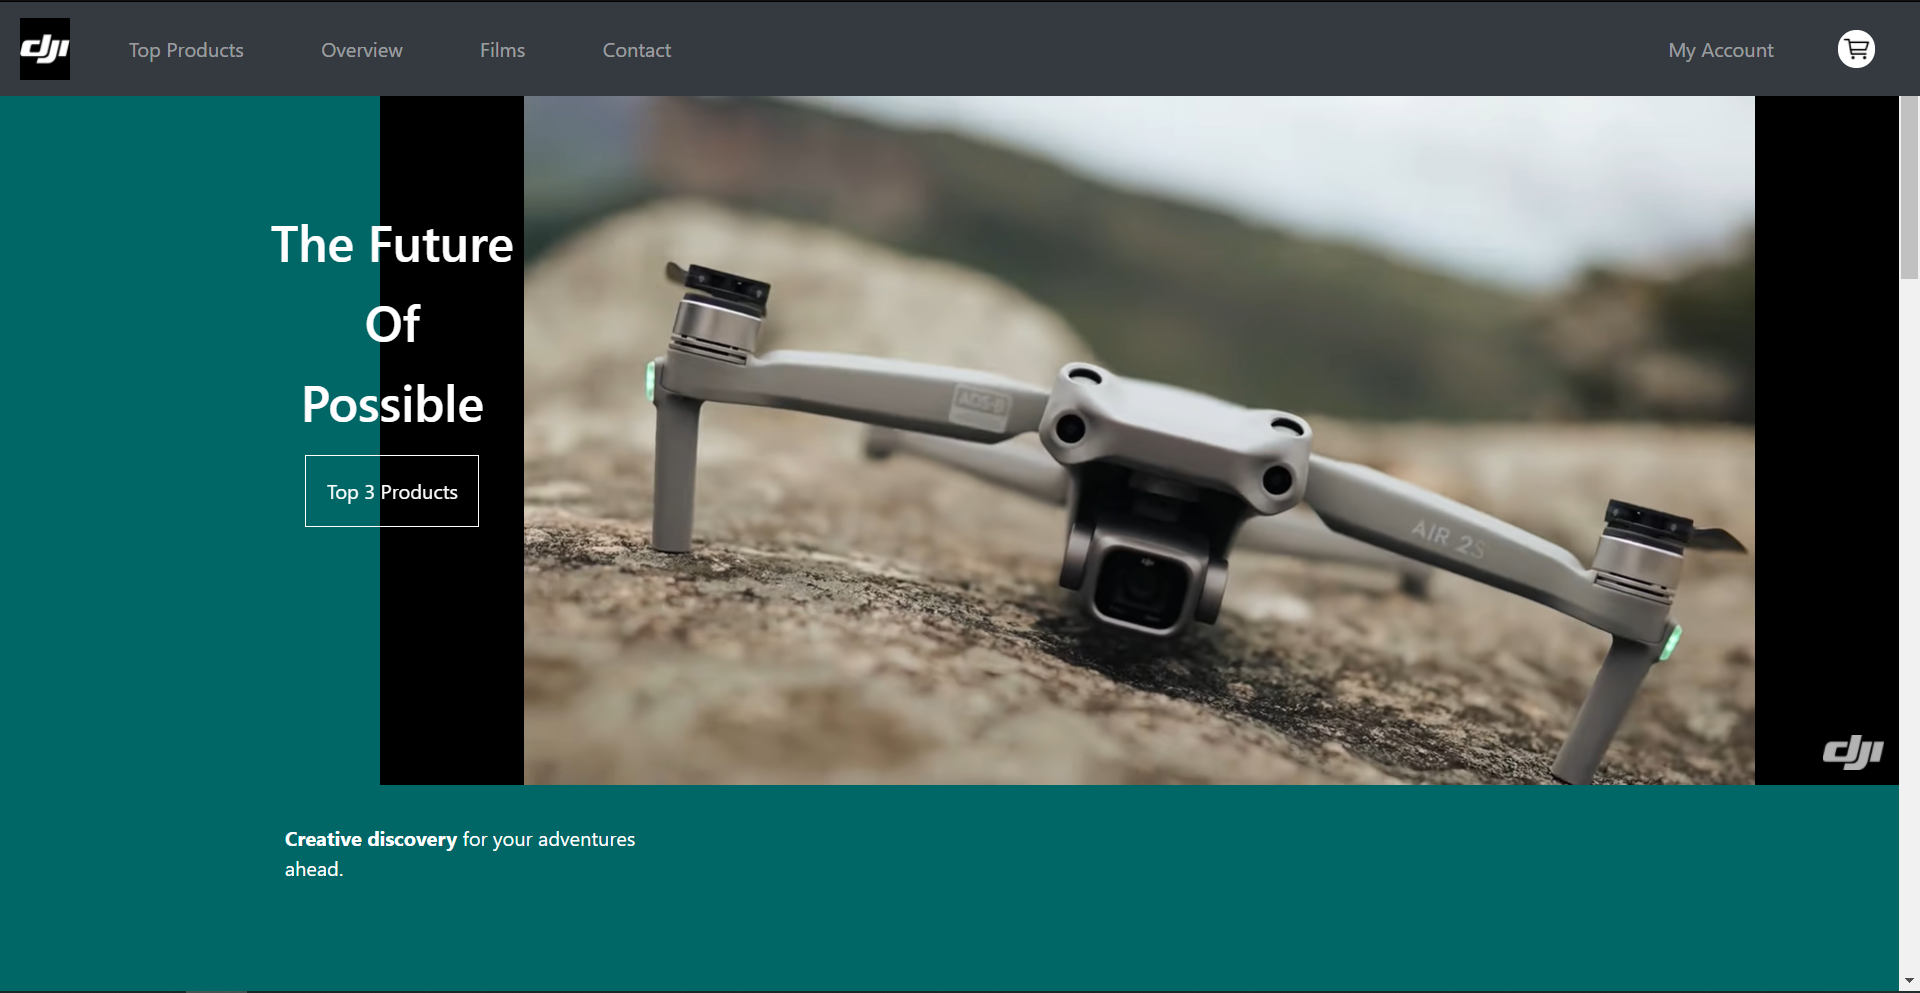 dji
Top Products
Overview
Films
Contact
My Account
The Future
Of
Possible
Top 3 Products
ADS-B
AIR 2S
dji
dji
Creative discovery for your adventures
ahead.